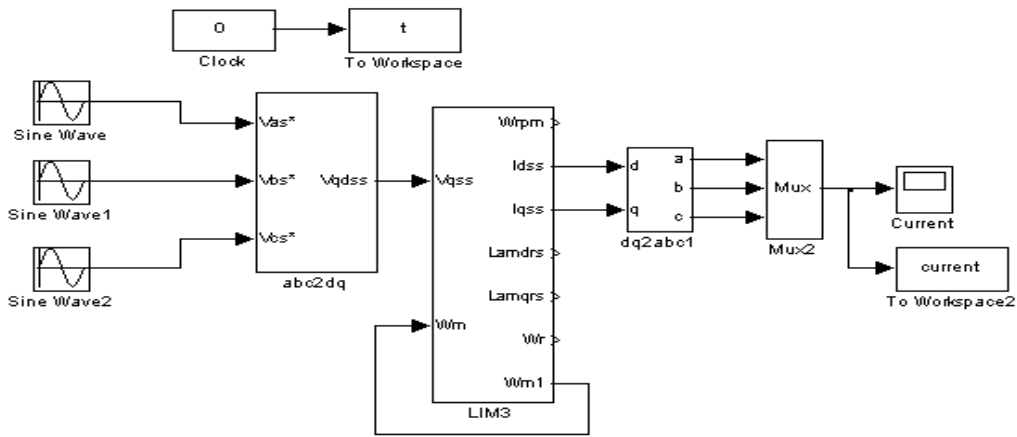 0
Clock
t
To Workspace
Sine Wave
Sine Wave1
Sine Wave2
Vas*
Vbs*
Vcs*
Vqdss
abc2dq
Vqss
Wm
Wrpm
Idss
Iqss
Lamdrs
Lamqrs
Wr
Wm1
LIM3
d
q
a
b
c
dq2abc1
Mux
Mux2
Current
current
To Workspace2